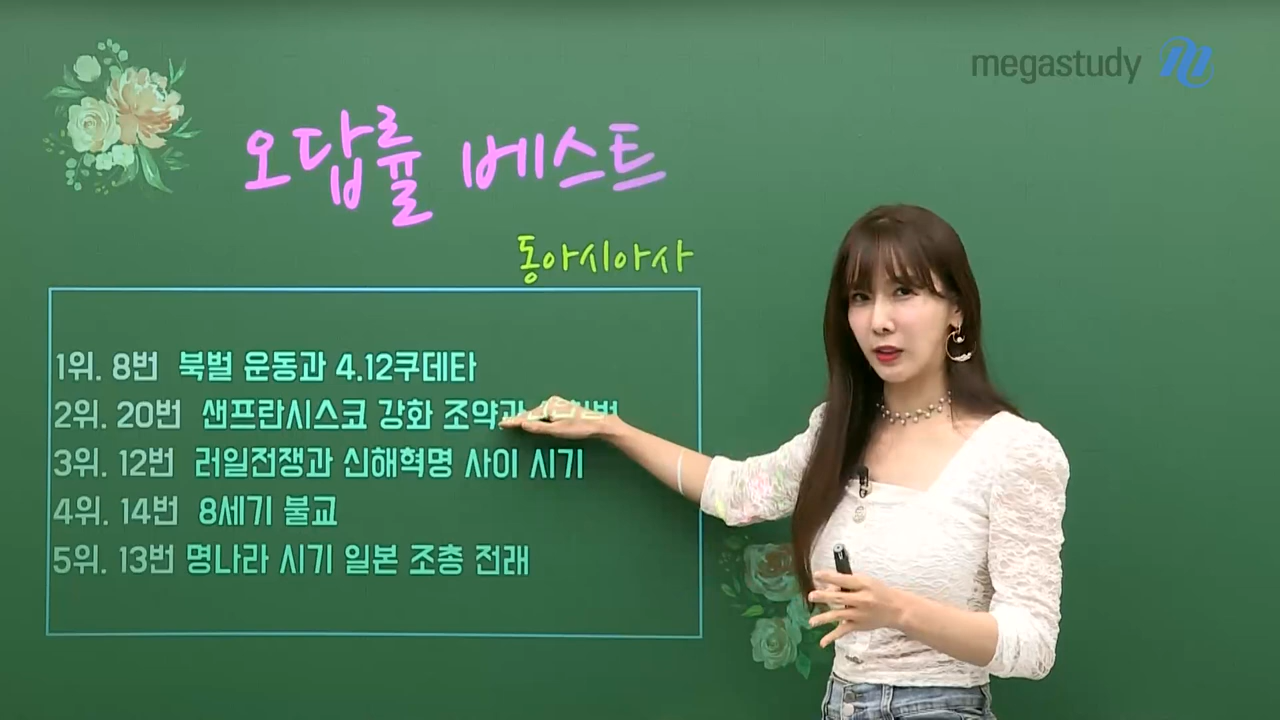 megastudy
오답률 베스트
동아시아사
1위. 8번 북벌 운동과 4.12쿠데타
2위. 20번 샌프란시스코 강화 조약과
3위. 12번 러일전쟁과 신해혁명 사이 시기
4위. 14번 8세기 불교
5위. 13번 명나라 시기 일본 조총 전래